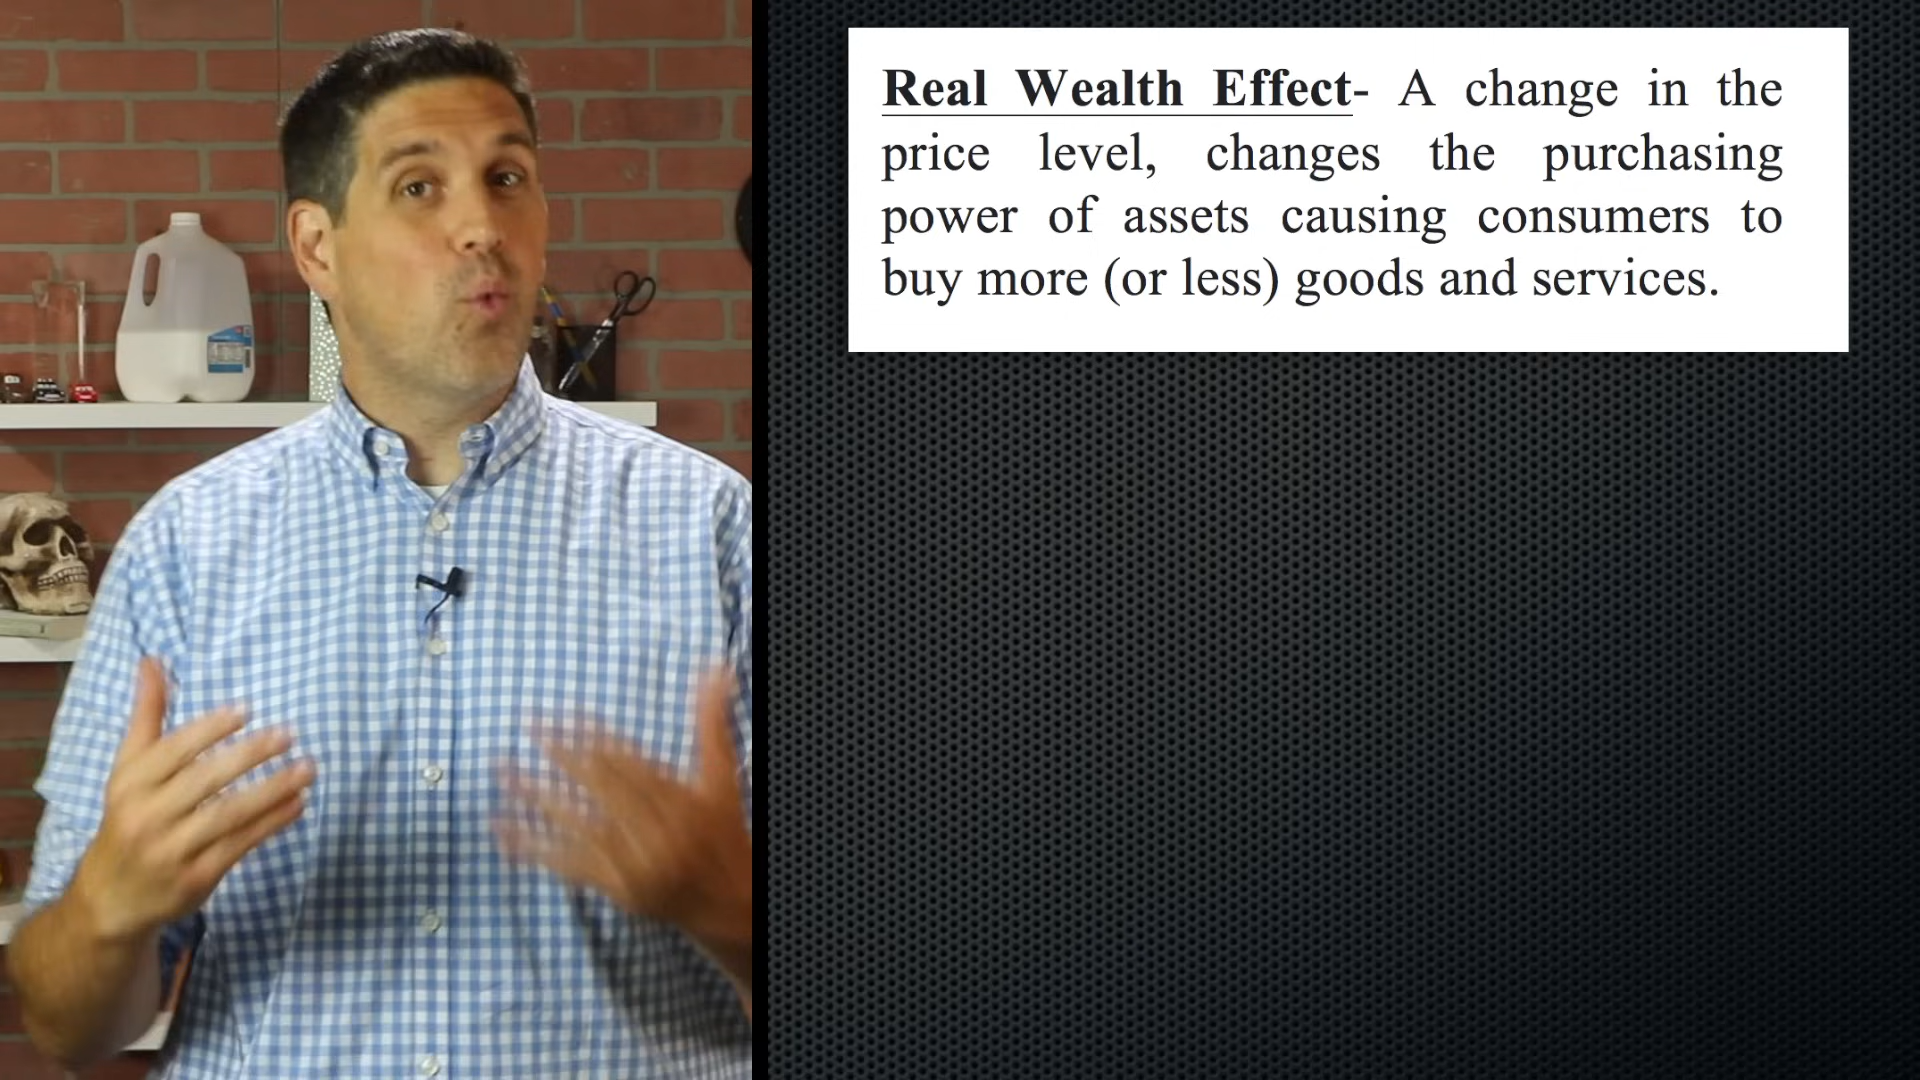 Real Wealth Effect- A change in the
price level, changes the purchasing
power of assets causing consumers to
buy more (or less) goods and services.